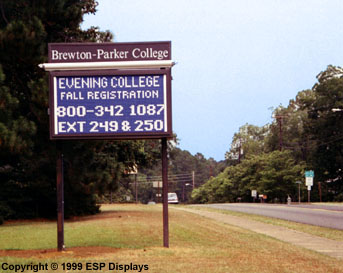 Brewton-Parker College
EVENING COLLEGE
FALL REGISTRATION
800-342 1087
EXT 249 & 250
Copyright © 1999 ESP Displays